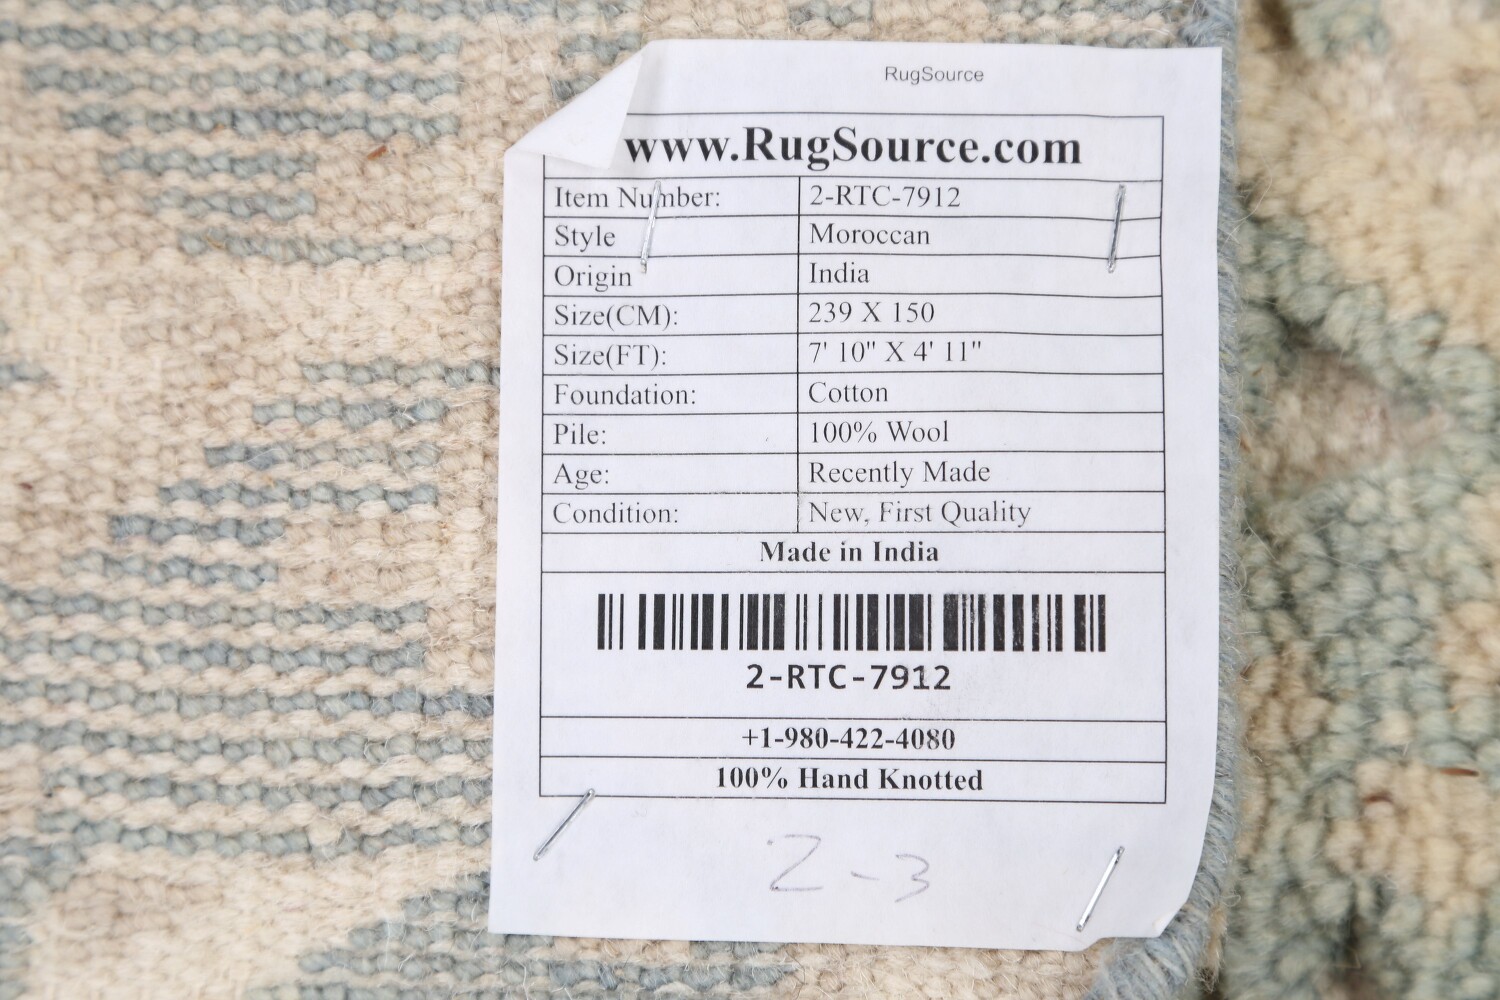 RugSource
www.RugSource.com
Item Number: 2-RTC-7912
Style Moroccan
Origin India
Size(CM): 239 X 150
Size(FT): 7' 10" X 4' 11"
Foundation: Cotton
Pile: 100% Wool
Age: Recently Made
Condition: New, First Quality
Made in India
2-RTC-7912
+1-980-422-4080
100% Hand Knotted
2-3